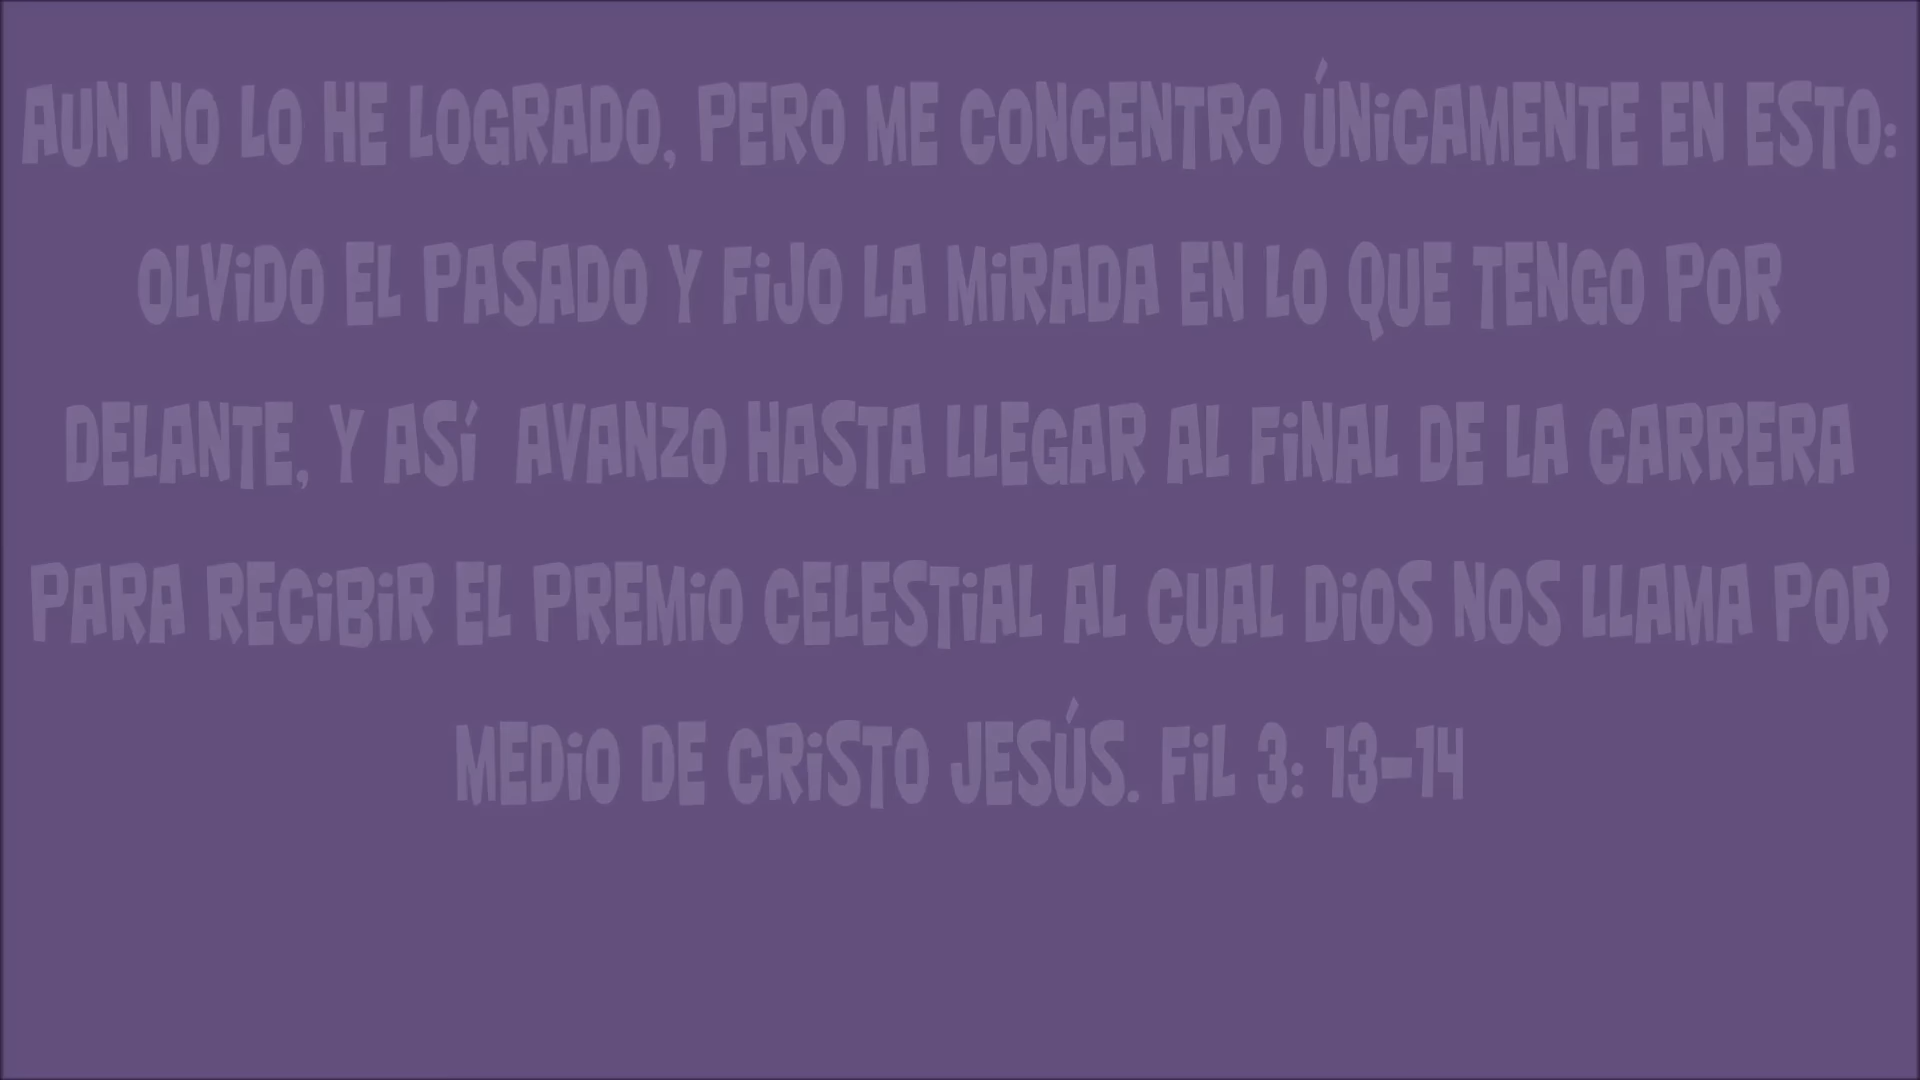 AUN NO LO HE LOGRADO, PERO ME CONCENTRO ÚNiCAMENTE EN ESTO:
OLViDO EL PASADO Y FiJO LA MiRADA EN LO QUE TENGO POR
DELANTE, Y ASí AVANZO HASTA LLEGAR AL FiNAL DE LA CARRERA
PARA RECiBiR EL PREMiO CELESTiAL AL CUAL DiOS NOS LLAMA POR
MEDiO DE CRiSTO JESÚS. FiL 3: 13-14